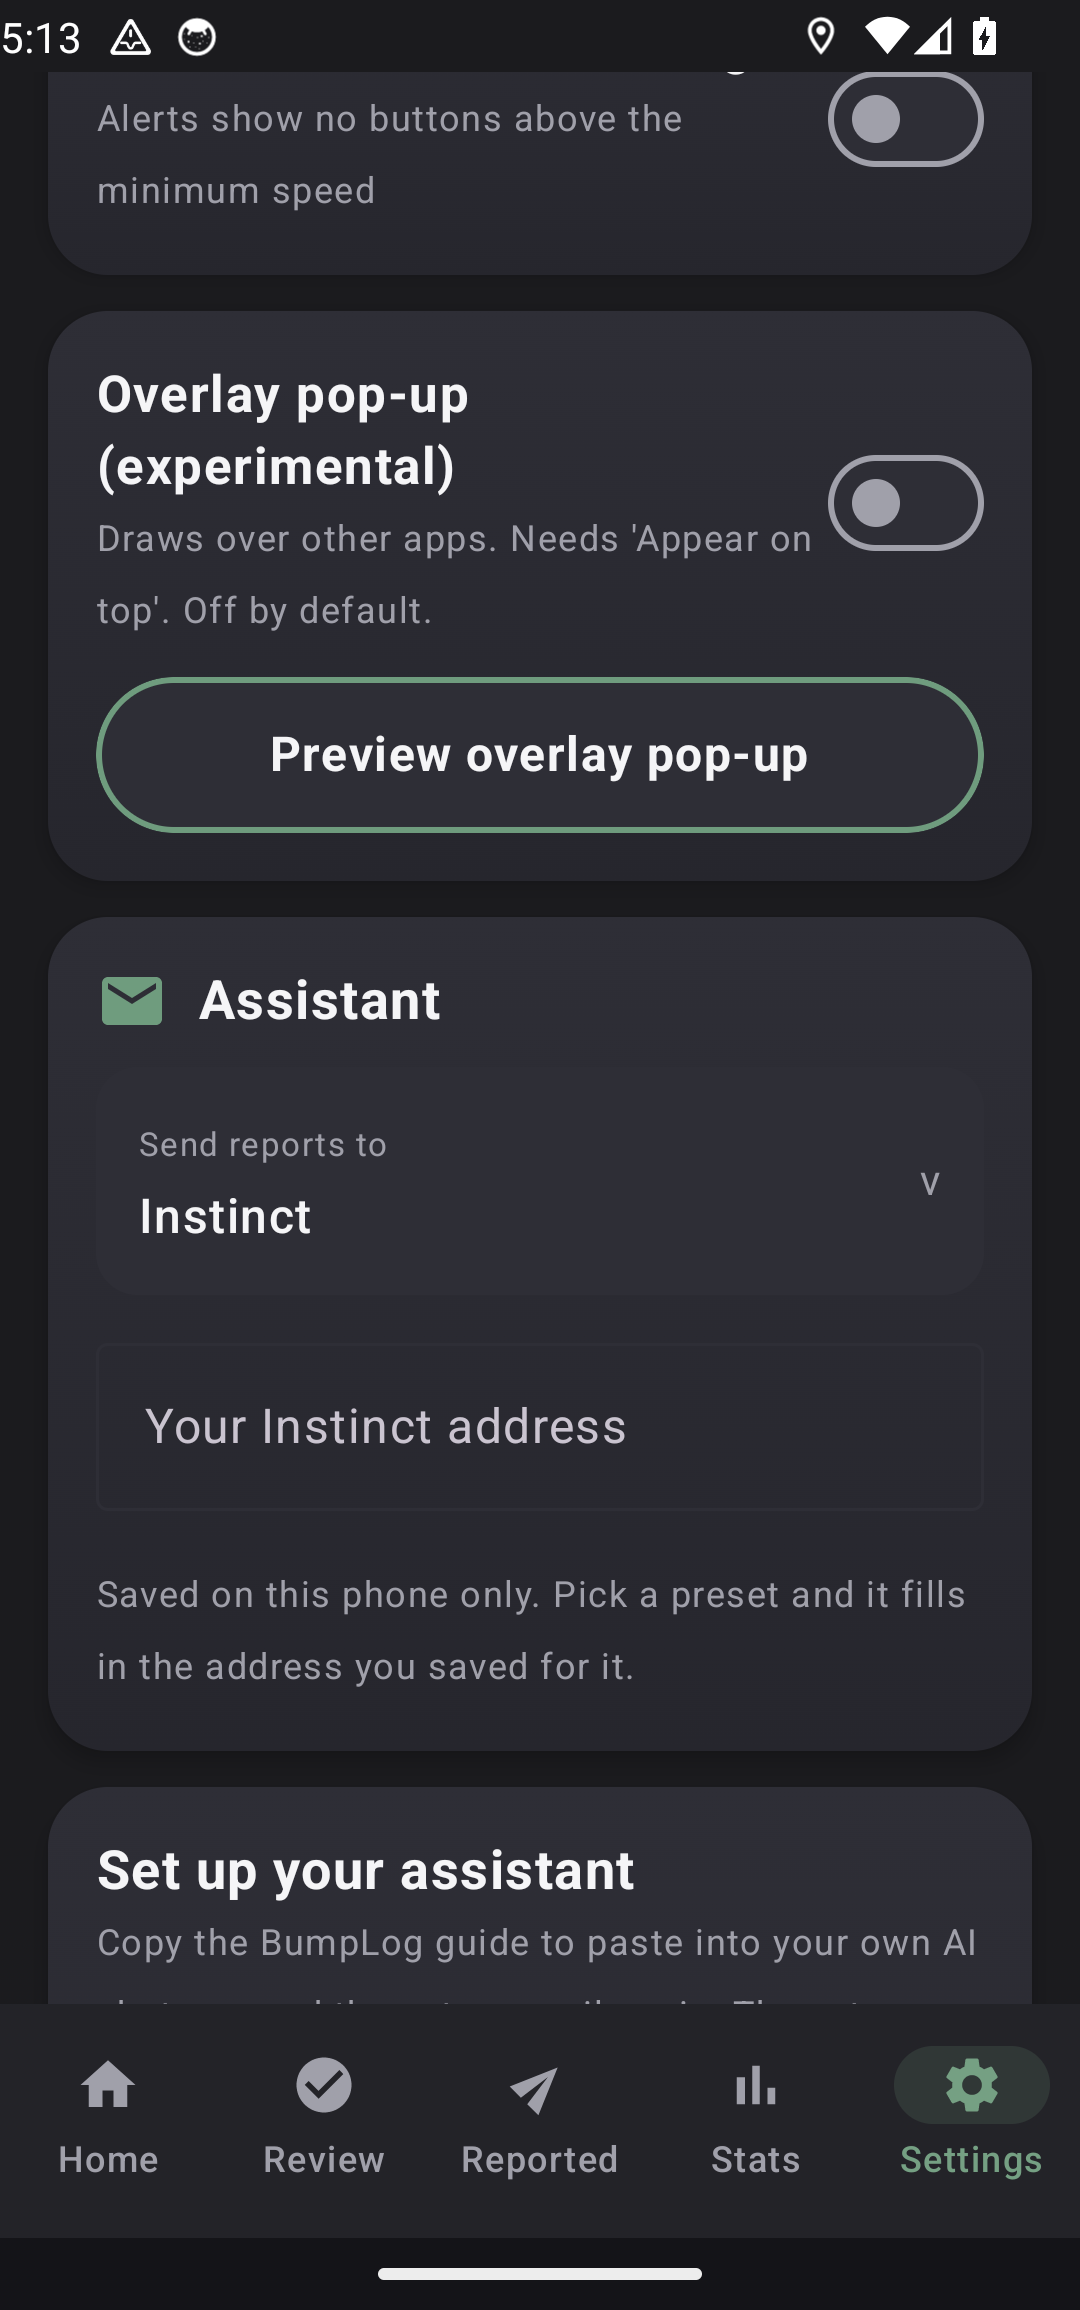 5:13
Alerts show no buttons above the
minimum speed
Overlay pop-up
(experimental)
Draws over other apps. Needs 'Appear on
top'. Off by default.
Preview overlay pop-up
Assistant
Send reports to
Instinct
v
Your Instinct address
Saved on this phone only. Pick a preset and it fills
in the address you saved for it.
Set up your assistant
Copy the BumpLog guide to paste into your own AI
Home
Review
Reported
Stats
Settings